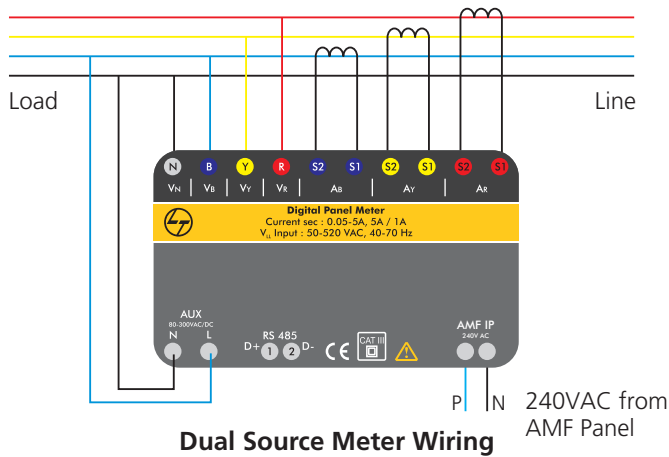 Load
Line
N B Y R S2 S1 S2 S1 S2 S1
VN VB VY VR AB AY AR
Digital Panel Meter
Current sec : 0.05-5A, 5A / 1A
VLL Input : 50-520 VAC, 40-70 Hz
AUX
80-300VAC/DC
N L
RS 485
D+ 1 2 D-
CE
CAT III
AMF IP
240V AC
P N
240VAC from
AMF Panel
Dual Source Meter Wiring